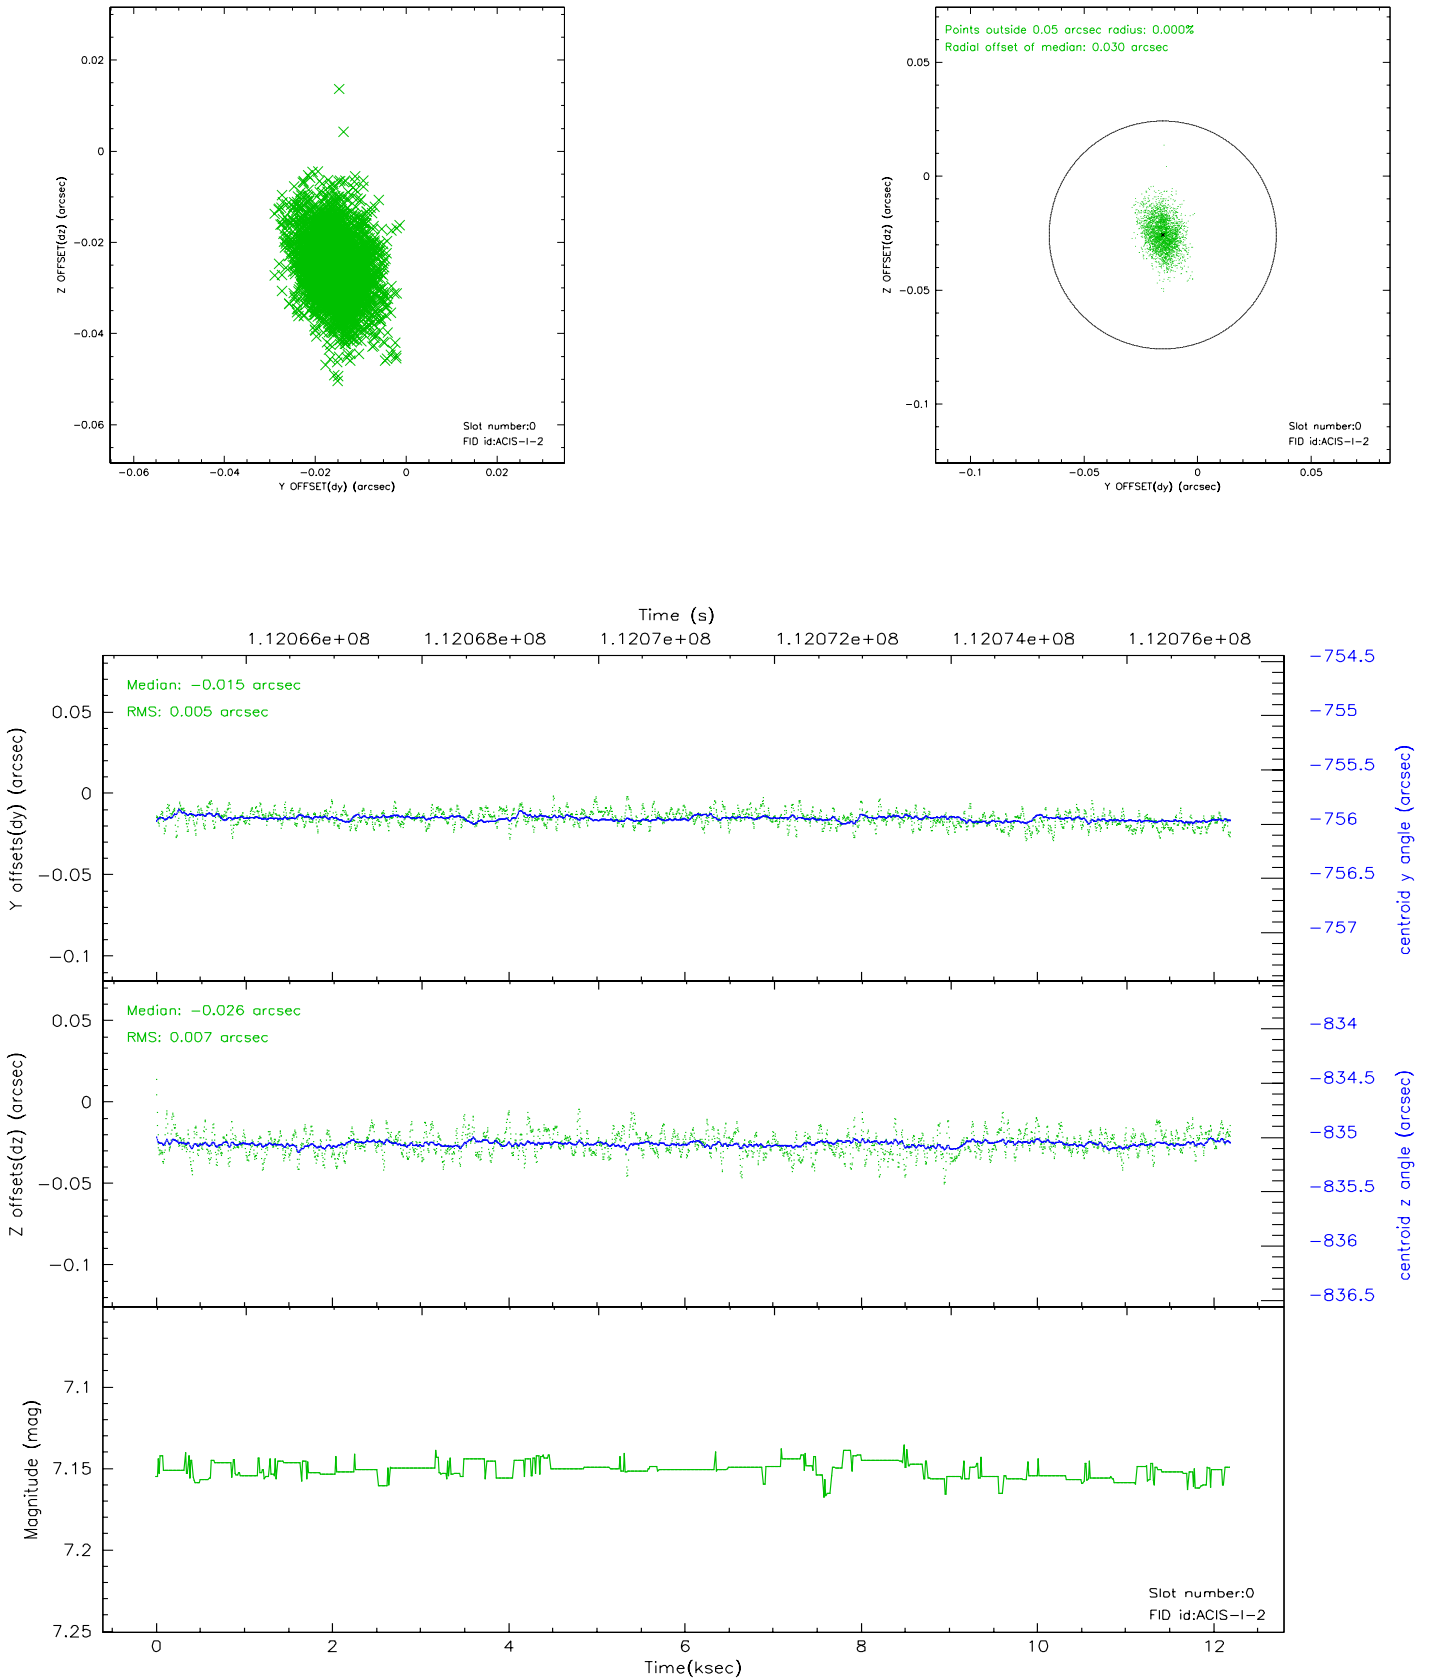 0.02
0
−0.02
−0.04
−0.06
Z OFFSET(dz) (arcsec)
Slot number:0
FID id:ACIS−I−2
−0.06 −0.04 −0.02 0 0.02
Y OFFSET(dy) (arcsec)
Points outside 0.05 arcsec radius: 0.000%
Radial offset of median: 0.030 arcsec
0.05
0
−0.05
−0.1
Z OFFSET(dz) (arcsec)
Slot number:0
FID id:ACIS−I−2
−0.1 −0.05 0 0.05
Y OFFSET(dy) (arcsec)
Time (s)
1.12066e+08 1.12068e+08 1.1207e+08 1.12072e+08 1.12074e+08 1.12076e+08
Median: −0.015 arcsec
RMS: 0.005 arcsec
0.05
0
−0.05
−0.1
Y offsets(dy) (arcsec)
−754.5
−755
−755.5
−756
−756.5
−757
centroid y angle (arcsec)
Median: −0.026 arcsec
RMS: 0.007 arcsec
0.05
0
−0.05
−0.1
Z offsets(dz) (arcsec)
−834
−834.5
−835
−835.5
−836
−836.5
centroid z angle (arcsec)
7.1
7.15
7.2
7.25
Magnitude (mag)
Slot number:0
FID id:ACIS−I−2
0 2 4 6 8 10 12
Time(ksec)